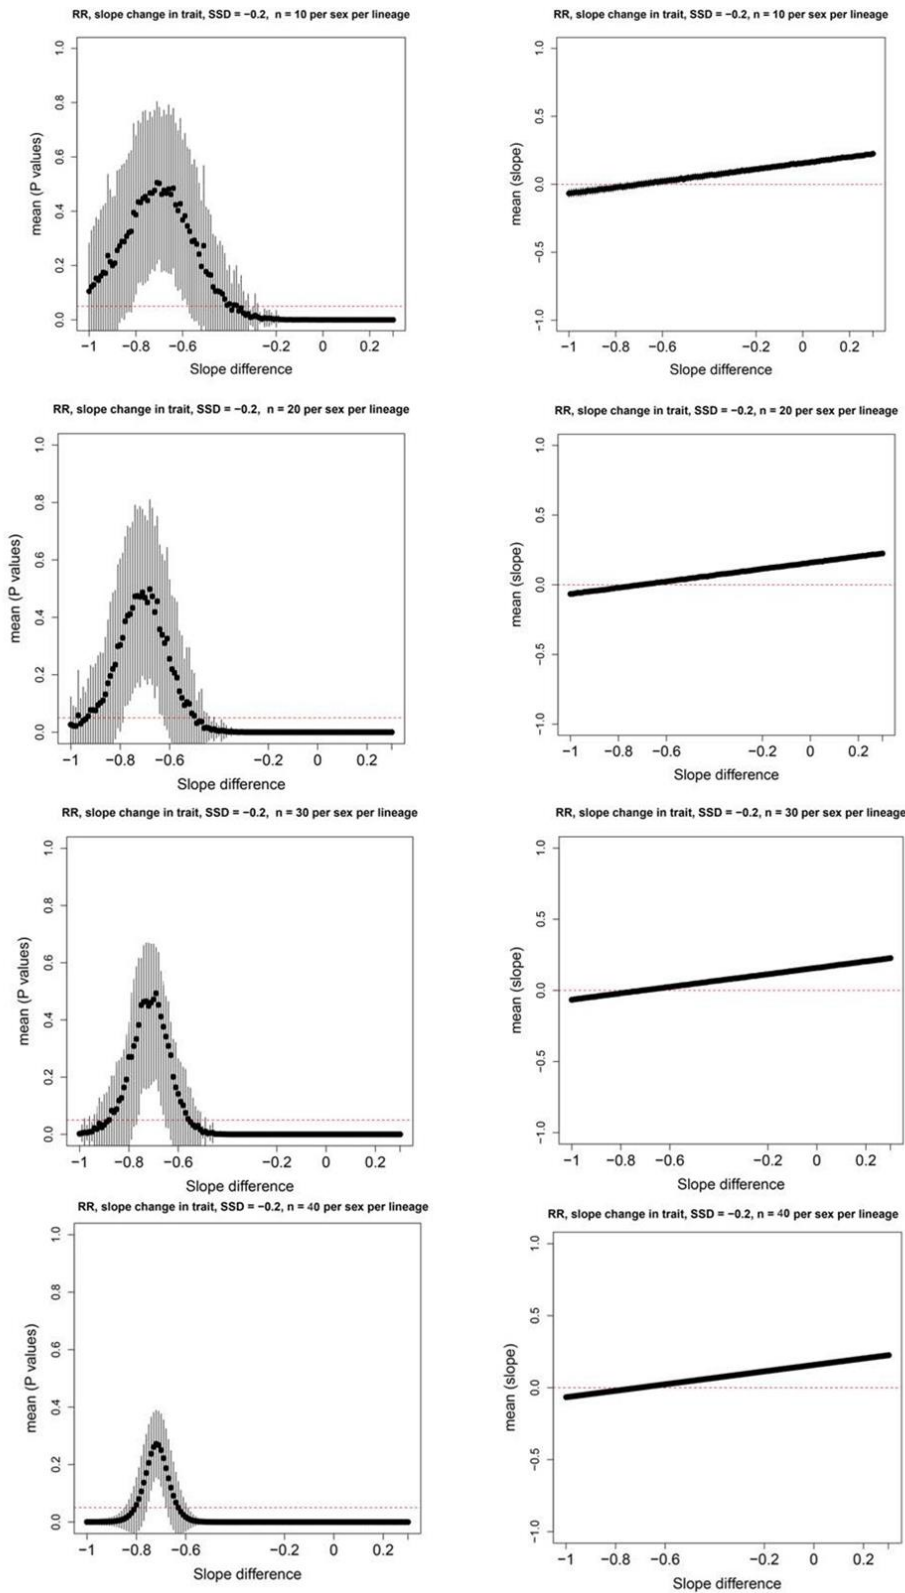 RR, slope change in trait, SSD = −0.2, n = 10 per sex per lineage
mean (P values)
1.0
0.8
0.6
0.4
0.2
0.0
−1 −0.8 −0.6 −0.2 0 0.2
Slope difference
RR, slope change in trait, SSD = −0.2, n = 10 per sex per lineage
mean (slope)
1.0
0.5
0.0
−0.5
−1.0
−1 −0.8 −0.6 −0.2 0 0.2
Slope difference
RR, slope change in trait, SSD = −0.2, n = 20 per sex per lineage
mean (P values)
1.0
0.8
0.6
0.4
0.2
0.0
−1 −0.8 −0.6 −0.2 0 0.2
Slope difference
RR, slope change in trait, SSD = −0.2, n = 20 per sex per lineage
mean (slope)
1.0
0.5
0.0
−0.5
−1.0
−1 −0.8 −0.6 −0.2 0 0.2
Slope difference
RR, slope change in trait, SSD = −0.2, n = 30 per sex per lineage
mean (P values)
1.0
0.8
0.6
0.4
0.2
0.0
−1 −0.8 −0.6 −0.2 0 0.2
Slope difference
RR, slope change in trait, SSD = −0.2, n = 30 per sex per lineage
mean (slope)
1.0
0.5
0.0
−0.5
−1.0
−1 −0.8 −0.6 −0.2 0 0.2
Slope difference
RR, slope change in trait, SSD = −0.2, n = 40 per sex per lineage
mean (P values)
1.0
0.8
0.6
0.4
0.2
0.0
−1 −0.8 −0.6 −0.2 0 0.2
Slope difference
RR, slope change in trait, SSD = −0.2, n = 40 per sex per lineage
mean (slope)
1.0
0.5
0.0
−0.5
−1.0
−1 −0.8 −0.6 −0.2 0 0.2
Slope difference